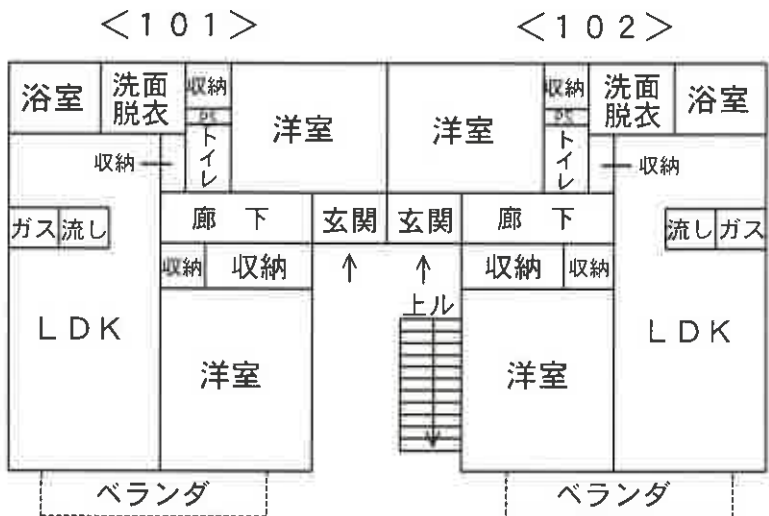 ＜101＞
＜102＞
浴室
洗面
脱衣
収納
PS
トイレ
洋室
洋室
収納
PS
トイレ
洗面
脱衣
浴室
収納
収納
廊下
玄関
玄関
廊下
ガス
流し
流し
ガス
収納
収納
収納
収納
上ル
LDK
洋室
洋室
LDK
ベランダ
ベランダ